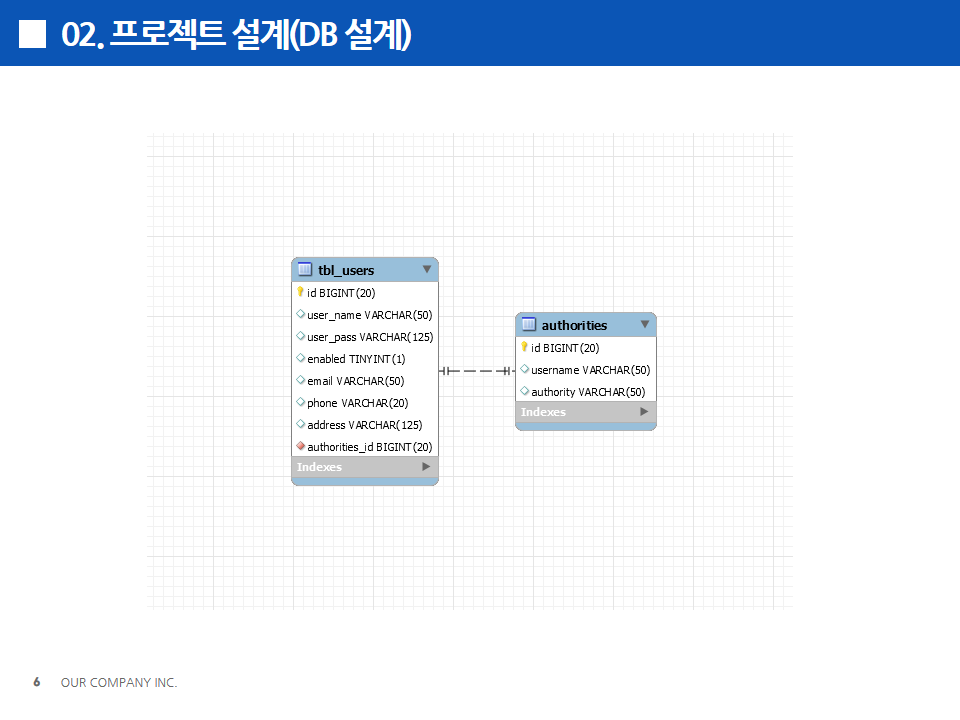 02. 프로젝트 설계(DB 설계)
tbl_users
id BIGINT(20)
user_name VARCHAR(50)
user_pass VARCHAR(125)
enabled TINYINT(1)
email VARCHAR(50)
phone VARCHAR(20)
address VARCHAR(125)
authorities_id BIGINT(20)
Indexes
authorities
id BIGINT(20)
username VARCHAR(50)
authority VARCHAR(50)
Indexes
6 OUR COMPANY INC.